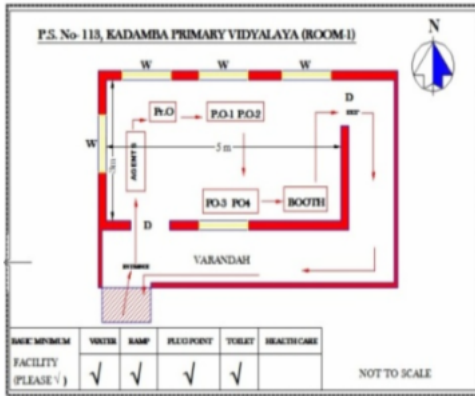 P.S. No- 113, KADAMBA PRIMARY VIDYALAYA (ROOM-1)
N
W W W
D
Pr.O P.O-1 P.O-2
W
AGENTS
5 m
PO-3 PO4 BOOTH
D
VARANDAH
BASIC MINIMUM WATER RAMP PLUG POINT TOILET HEALTH CARE
FACILITY
(PLEASE √ ) √ √ √ √
NOT TO SCALE